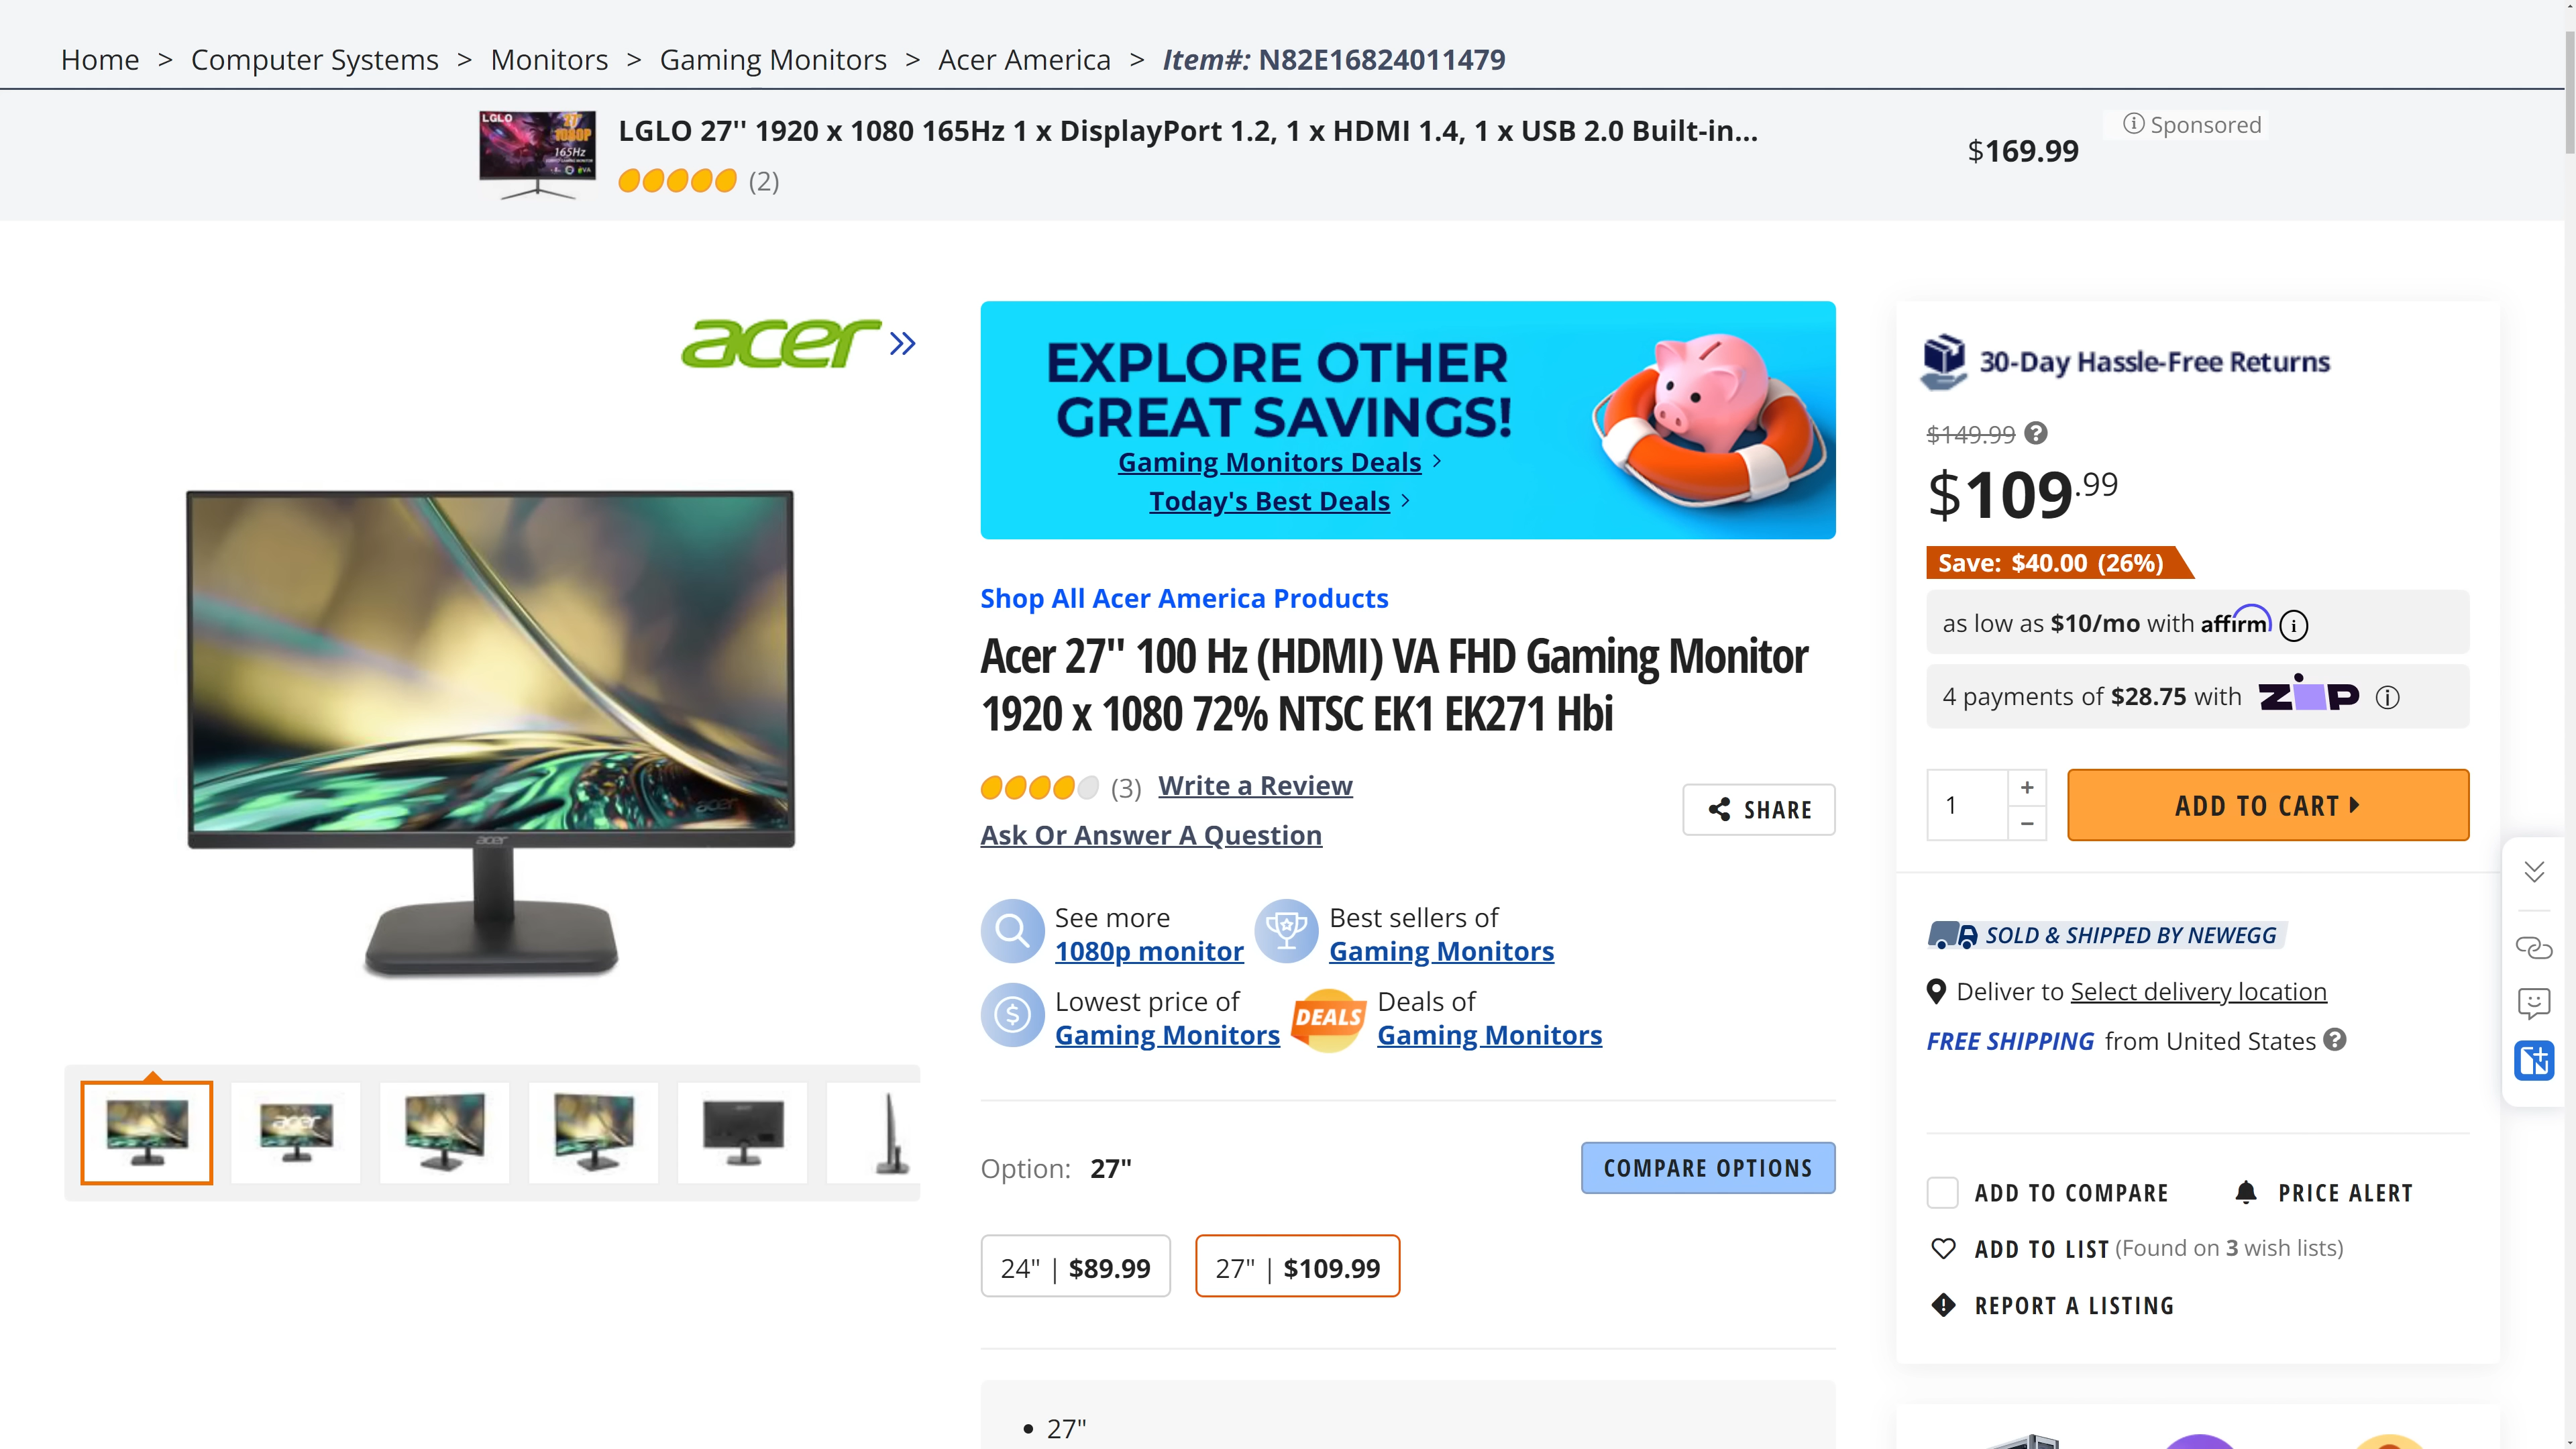 Home > Computer Systems > Monitors > Gaming Monitors > Acer America > Item#: N82E16824011479
LGLO
27"
1080P
165Hz
LGLO 27'' 1920 x 1080 165Hz 1 x DisplayPort 1.2, 1 x HDMI 1.4, 1 x USB 2.0 Built-in...
(2)
$169.99
Sponsored
acer
acer
acer
EXPLORE OTHER
GREAT SAVINGS!
Gaming Monitors Deals
Today's Best Deals
Shop All Acer America Products
Acer 27" 100 Hz (HDMI) VA FHD Gaming Monitor
1920 x 1080 72% NTSC EK1 EK271 Hbi
(3) Write a Review
Ask Or Answer A Question
SHARE
See more
1080p monitor
Best sellers of
Gaming Monitors
Lowest price of
Gaming Monitors
DEALS
Deals of
Gaming Monitors
Option: 27"
COMPARE OPTIONS
24" | $89.99
27" | $109.99
• 27"
30-Day Hassle-Free Returns
$149.99
$109.99
Save: $40.00 (26%)
as low as $10/mo with affirm
4 payments of $28.75 with ZIP
1
+
−
ADD TO CART
SOLD & SHIPPED BY NEWEGG
Deliver to Select delivery location
FREE SHIPPING from United States
ADD TO COMPARE
PRICE ALERT
ADD TO LIST (Found on 3 wish lists)
REPORT A LISTING